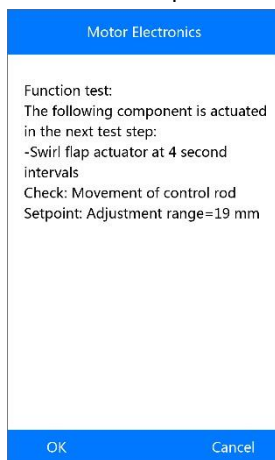 Motor Electronics
Function test:
The following component is actuated
in the next test step:
-Swirl flap actuator at 4 second
intervals
Check: Movement of control rod
Setpoint: Adjustment range=19 mm
OK
Cancel